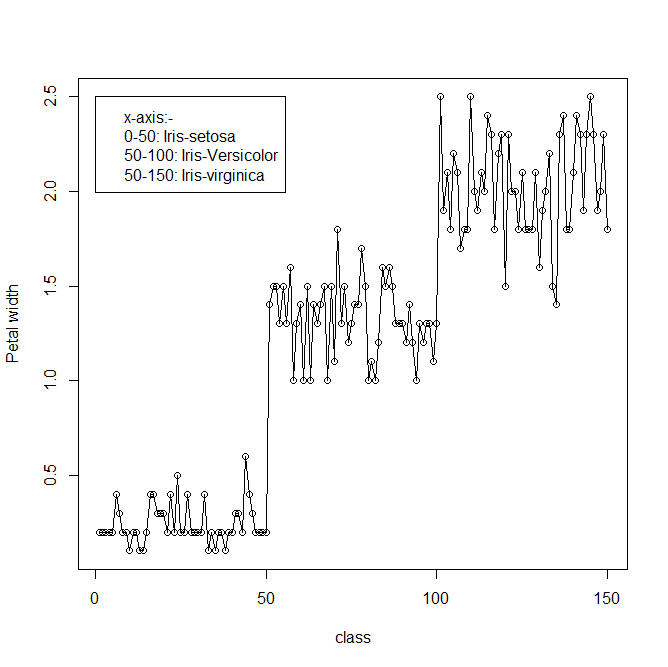 2.5
2.0
1.5
1.0
0.5
Petal width
x-axis:-
0-50: Iris-setosa
50-100: Iris-Versicolor
50-150: Iris-virginica
0 50 100 150
class